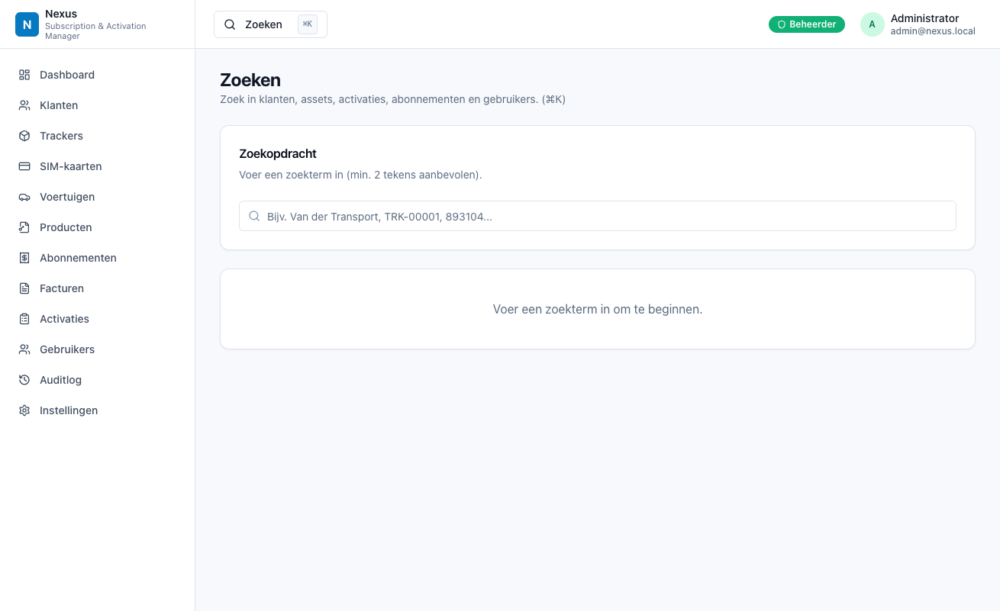 N
Nexus
Subscription & Activation
Manager
Zoeken
⌘K
Beheerder
A
Administrator
admin@nexus.local
Dashboard
Klanten
Trackers
SIM-kaarten
Voertuigen
Producten
Abonnementen
Facturen
Activaties
Gebruikers
Auditlog
Instellingen
Zoeken
Zoek in klanten, assets, activaties, abonnementen en gebruikers. (⌘K)
Zoekopdracht
Voer een zoekterm in (min. 2 tekens aanbevolen).
Bijv. Van der Transport, TRK-00001, 893104...
Voer een zoekterm in om te beginnen.